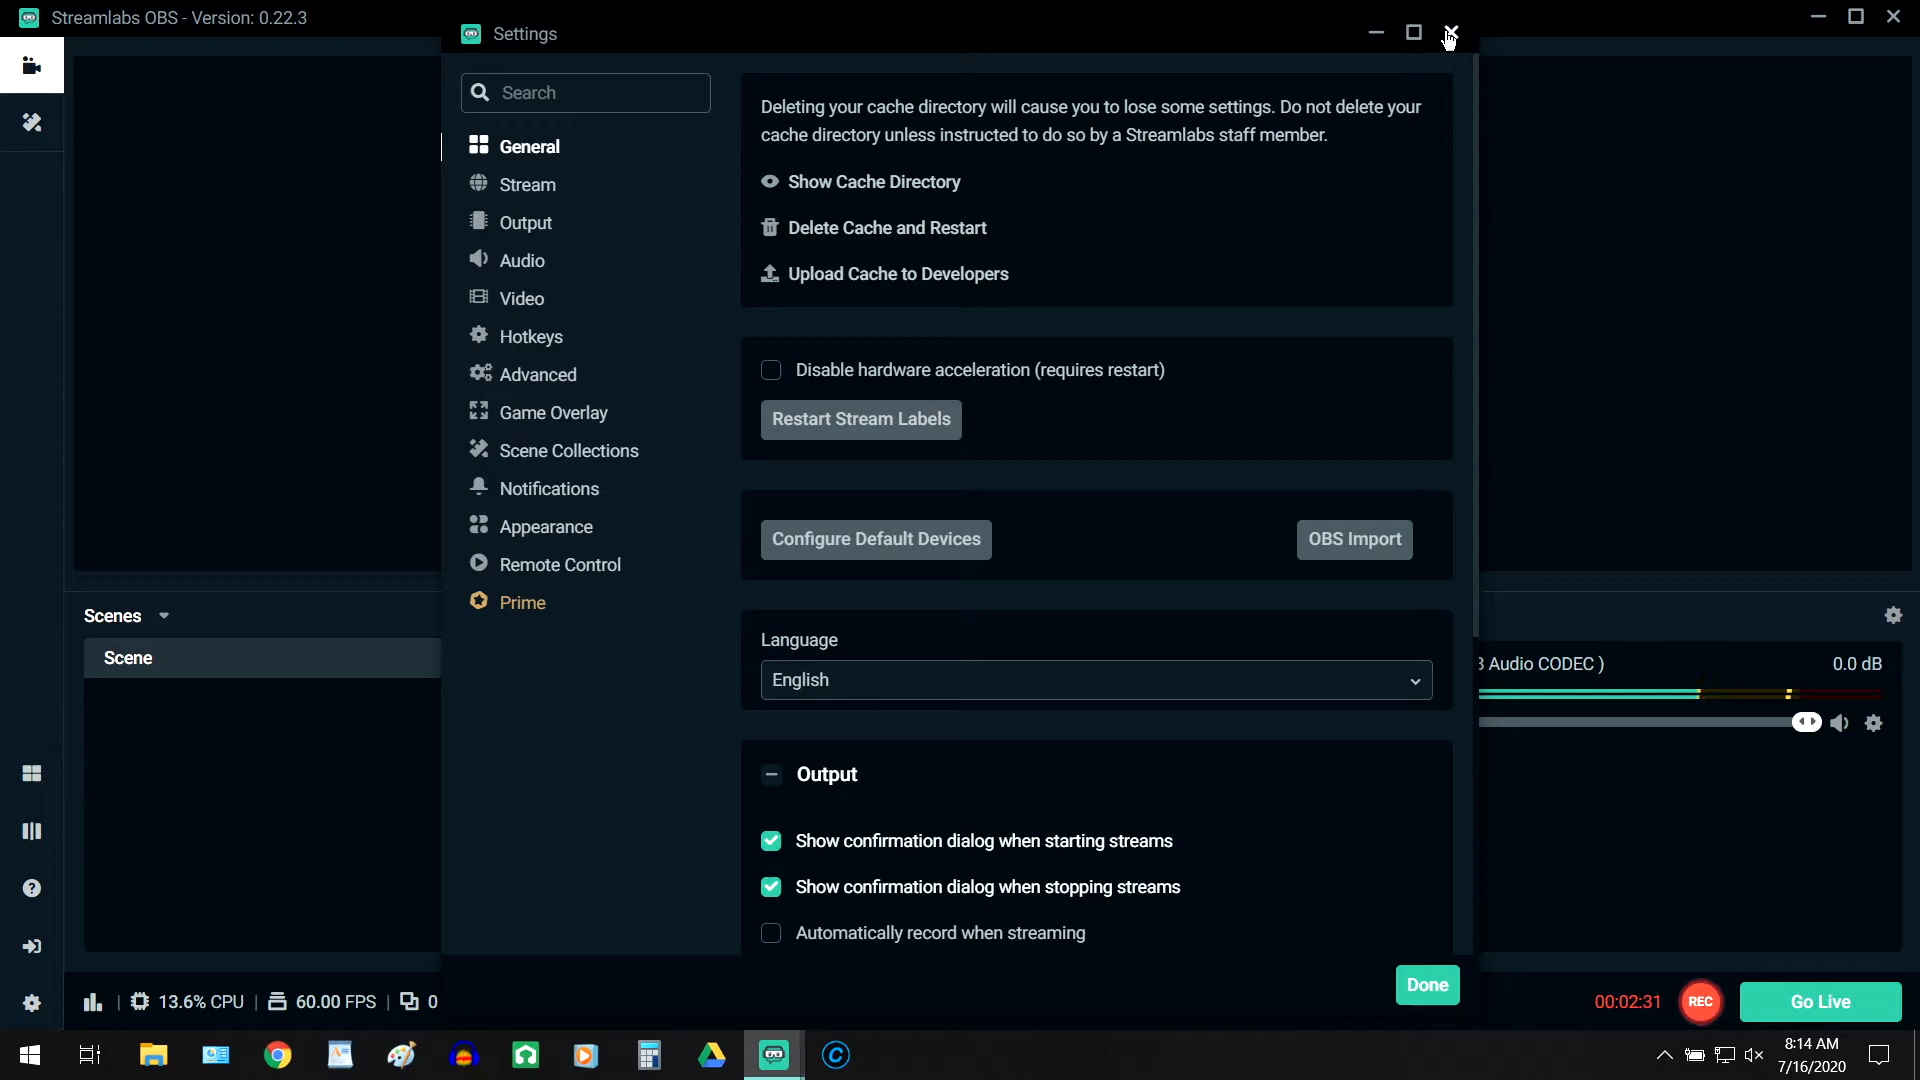 Streamlabs OBS - Version: 0.22.3
Settings
Search
General
Stream
Output
Audio
Video
Hotkeys
Advanced
Game Overlay
Scene Collections
Notifications
Appearance
Remote Control
Prime
Deleting your cache directory will cause you to lose some settings. Do not delete your
cache directory unless instructed to do so by a Streamlabs staff member.
Show Cache Directory
Delete Cache and Restart
Upload Cache to Developers
Disable hardware acceleration (requires restart)
Restart Stream Labels
Configure Default Devices
OBS Import
Language
English
Output
Show confirmation dialog when starting streams
Show confirmation dialog when stopping streams
Automatically record when streaming
Done
Scenes
Scene
Audio CODEC )
0.0 dB
13.6% CPU
60.00 FPS
0
00:02:31
REC
Go Live
8:14 AM
7/16/2020